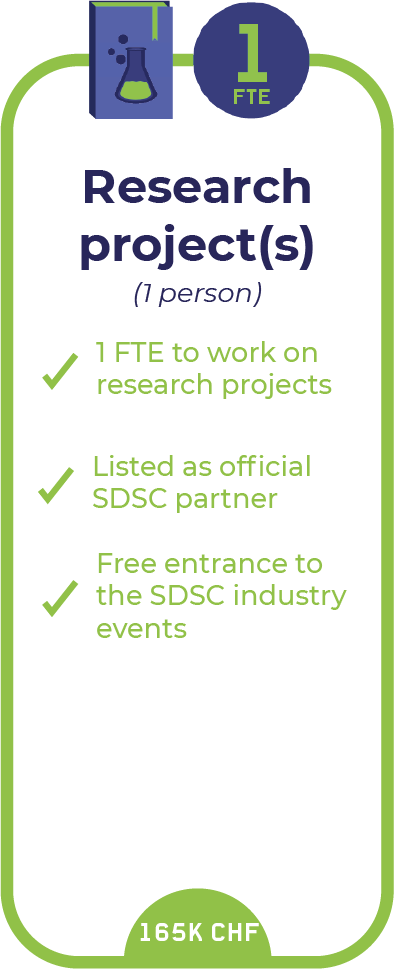 1
FTE
Research
project(s)
(1 person)
1 FTE to work on
research projects
Listed as official
SDSC partner
Free entrance to
the SDSC industry
events
165K CHF